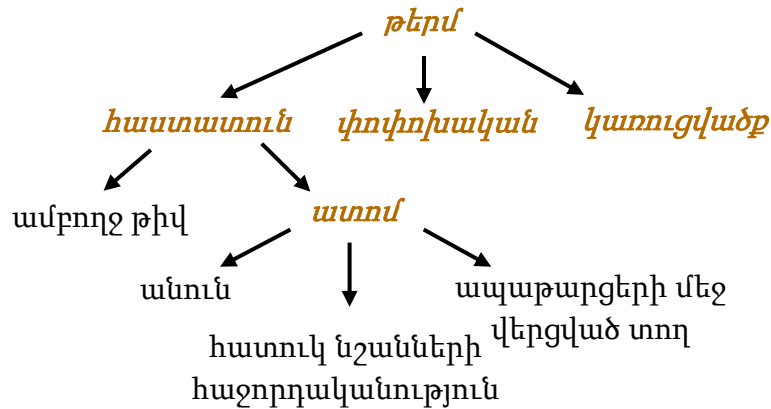 թերմ
հաստատուն
փոփոխական
կառուցվածք
ամբողջ թիվ
ատոմ
անուն
հատուկ նշանների
հաջորդականություն
ապաթարցերի մեջ
վերցված տող